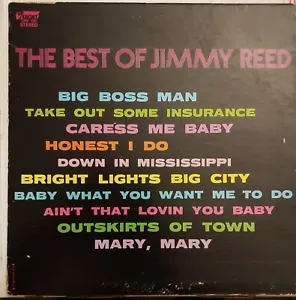 STEREO
THE BEST OF JIMMY REED
BIG BOSS MAN
TAKE OUT SOME INSURANCE
CARESS ME BABY
HONEST I DO
DOWN IN MISSISSIPPI
BRIGHT LIGHTS BIG CITY
BABY WHAT YOU WANT ME TO DO
AIN'T THAT LOVIN YOU BABY
OUTSKIRTS OF TOWN
MARY, MARY